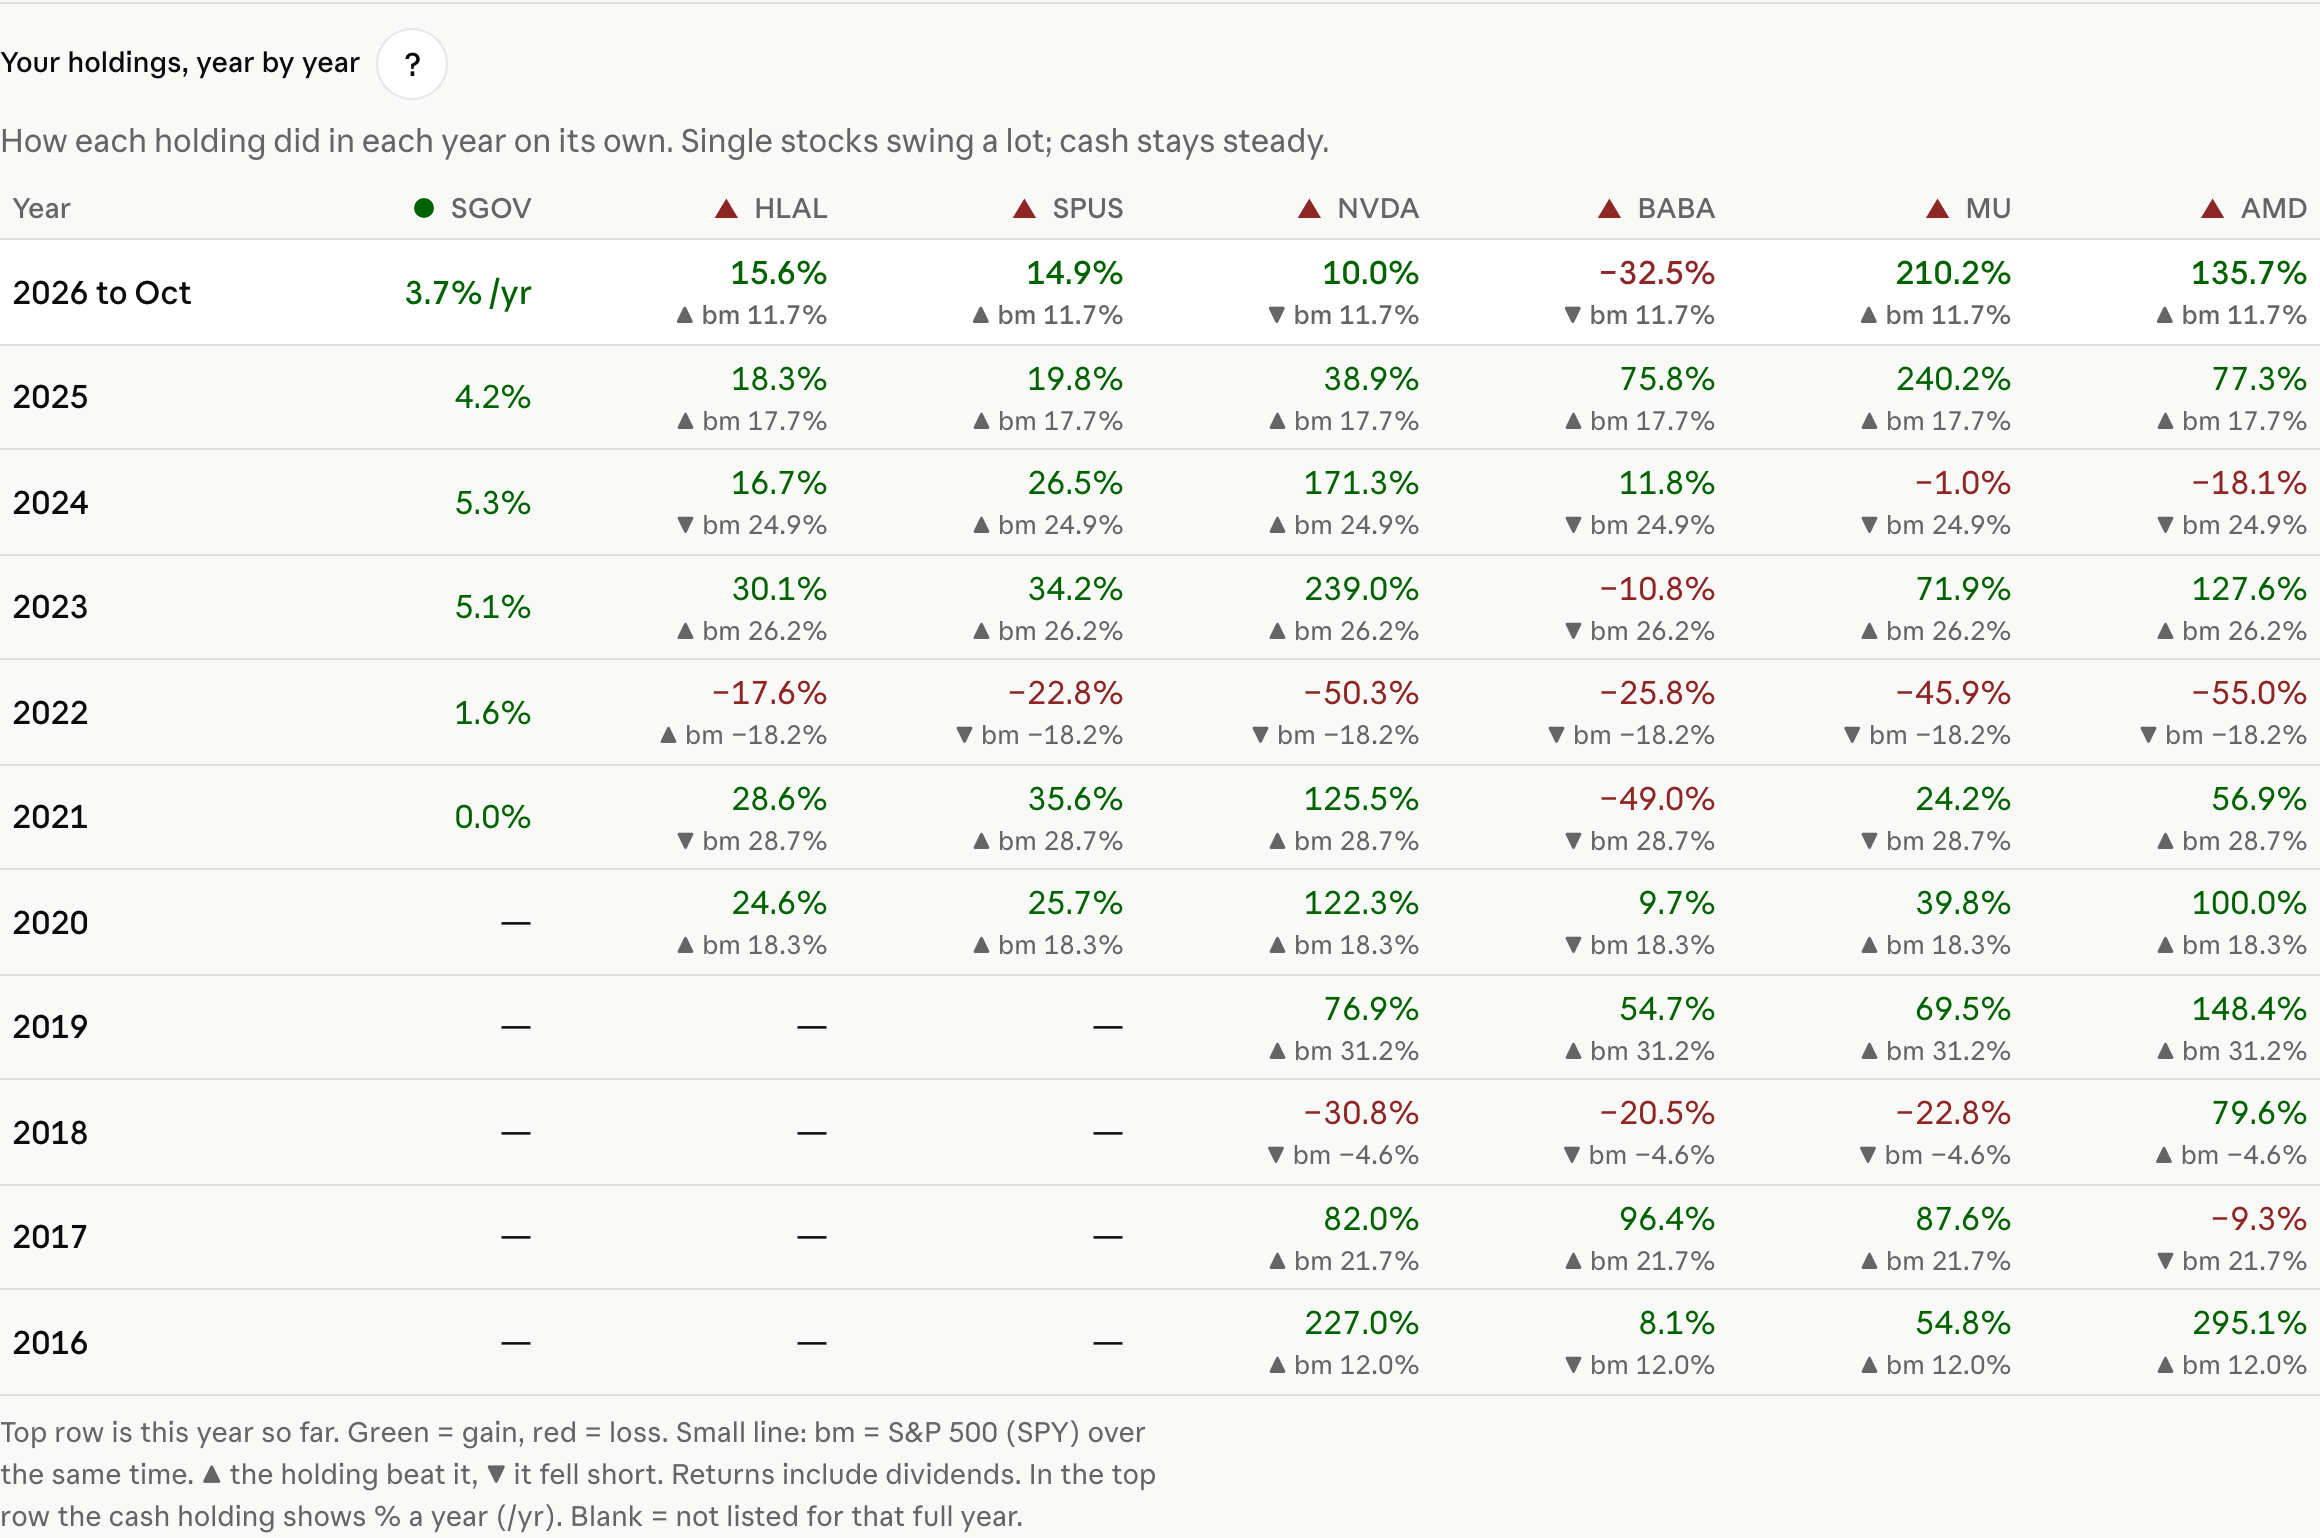 Your holdings, year by year ?
How each holding did in each year on its own. Single stocks swing a lot; cash stays steady.
Year ● SGOV ▲ HLAL ▲ SPUS ▲ NVDA ▲ BABA ▲ MU ▲ AMD
2026 to Oct 3.7% /yr 15.6% 14.9% 10.0% −32.5% 210.2% 135.7%
▲ bm 11.7% ▲ bm 11.7% ▼ bm 11.7% ▼ bm 11.7% ▲ bm 11.7% ▲ bm 11.7%
2025 4.2% 18.3% 19.8% 38.9% 75.8% 240.2% 77.3%
▲ bm 17.7% ▲ bm 17.7% ▲ bm 17.7% ▲ bm 17.7% ▲ bm 17.7% ▲ bm 17.7%
2024 5.3% 16.7% 26.5% 171.3% 11.8% −1.0% −18.1%
▼ bm 24.9% ▲ bm 24.9% ▲ bm 24.9% ▼ bm 24.9% ▼ bm 24.9% ▼ bm 24.9%
2023 5.1% 30.1% 34.2% 239.0% −10.8% 71.9% 127.6%
▲ bm 26.2% ▲ bm 26.2% ▲ bm 26.2% ▼ bm 26.2% ▲ bm 26.2% ▲ bm 26.2%
2022 1.6% −17.6% −22.8% −50.3% −25.8% −45.9% −55.0%
▲ bm −18.2% ▼ bm −18.2% ▼ bm −18.2% ▼ bm −18.2% ▼ bm −18.2% ▼ bm −18.2%
2021 0.0% 28.6% 35.6% 125.5% −49.0% 24.2% 56.9%
▼ bm 28.7% ▲ bm 28.7% ▲ bm 28.7% ▼ bm 28.7% ▼ bm 28.7% ▲ bm 28.7%
2020 — 24.6% 25.7% 122.3% 9.7% 39.8% 100.0%
▲ bm 18.3% ▲ bm 18.3% ▲ bm 18.3% ▼ bm 18.3% ▲ bm 18.3% ▲ bm 18.3%
2019 — — — 76.9% 54.7% 69.5% 148.4%
▲ bm 31.2% ▲ bm 31.2% ▲ bm 31.2% ▲ bm 31.2%
2018 — — — −30.8% −20.5% −22.8% 79.6%
▼ bm −4.6% ▼ bm −4.6% ▼ bm −4.6% ▲ bm −4.6%
2017 — — — 82.0% 96.4% 87.6% −9.3%
▲ bm 21.7% ▲ bm 21.7% ▲ bm 21.7% ▼ bm 21.7%
2016 — — — 227.0% 8.1% 54.8% 295.1%
▲ bm 12.0% ▼ bm 12.0% ▲ bm 12.0% ▲ bm 12.0%
Top row is this year so far. Green = gain, red = loss. Small line: bm = S&P 500 (SPY) over
the same time. ▲ the holding beat it, ▼ it fell short. Returns include dividends. In the top
row the cash holding shows % a year (/yr). Blank = not listed for that full year.